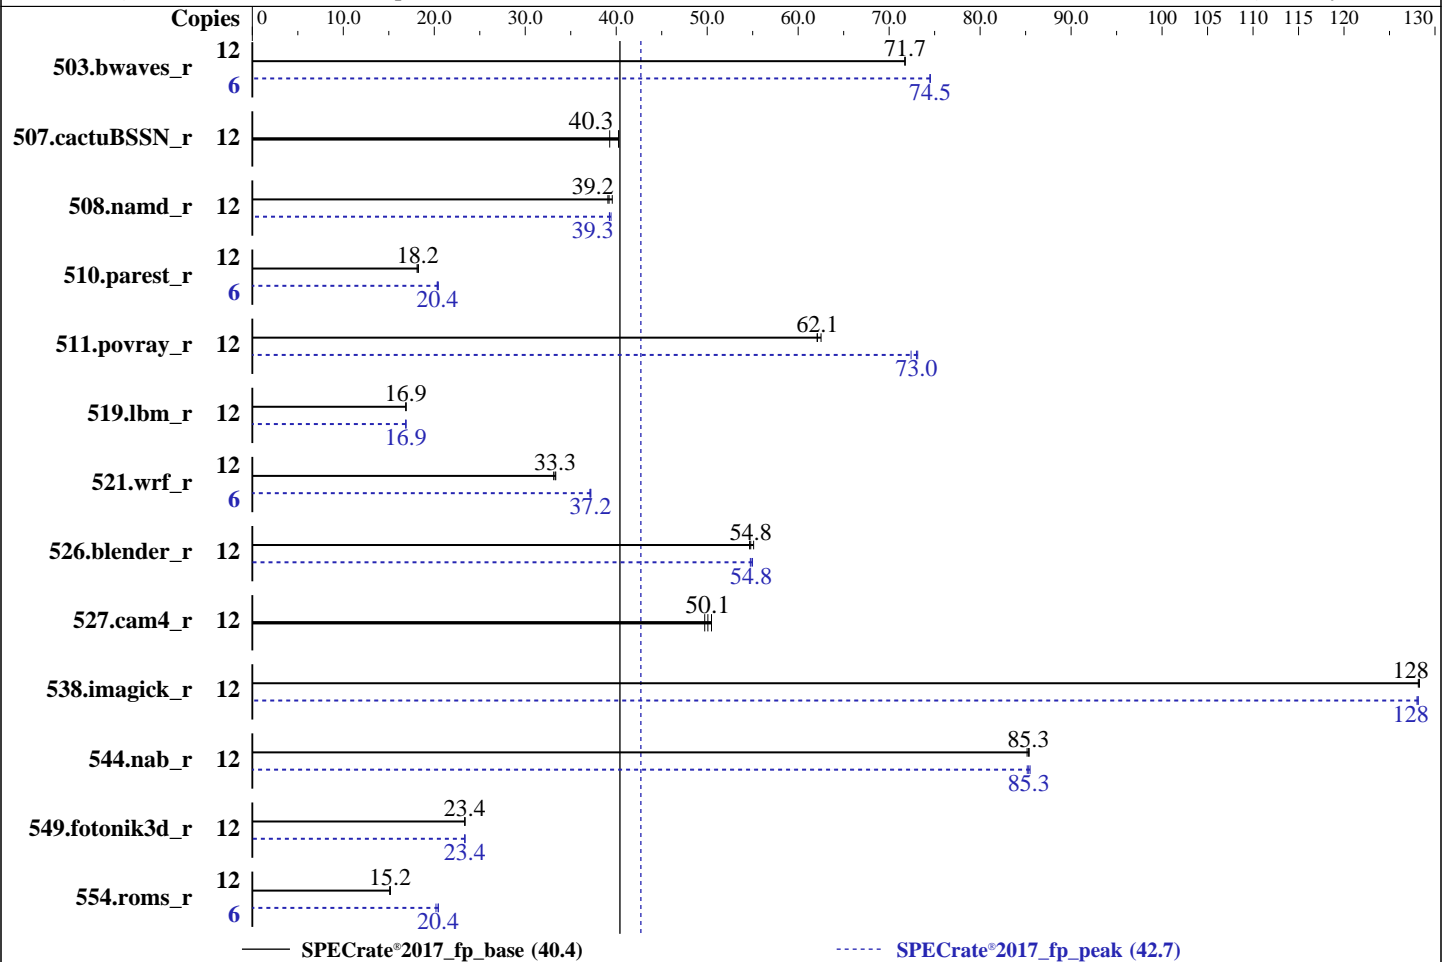 Copies 0 10.0 20.0 30.0 40.0 50.0 60.0 70.0 80.0 90.0 100 105 110 115 120 130
503.bwaves_r 12 71.7
6 74.5
507.cactuBSSN_r 12 40.3
508.namd_r 12 39.2
39.3
510.parest_r 12 18.2
6 20.4
511.povray_r 12 62.1
73.0
519.lbm_r 12 16.9
16.9
521.wrf_r 12 33.3
6 37.2
526.blender_r 12 54.8
54.8
527.cam4_r 12 50.1
538.imagick_r 12 128
128
544.nab_r 12 85.3
85.3
549.fotonik3d_r 12 23.4
23.4
554.roms_r 12 15.2
6 20.4
SPECrate®2017_fp_base (40.4) SPECrate®2017_fp_peak (42.7)